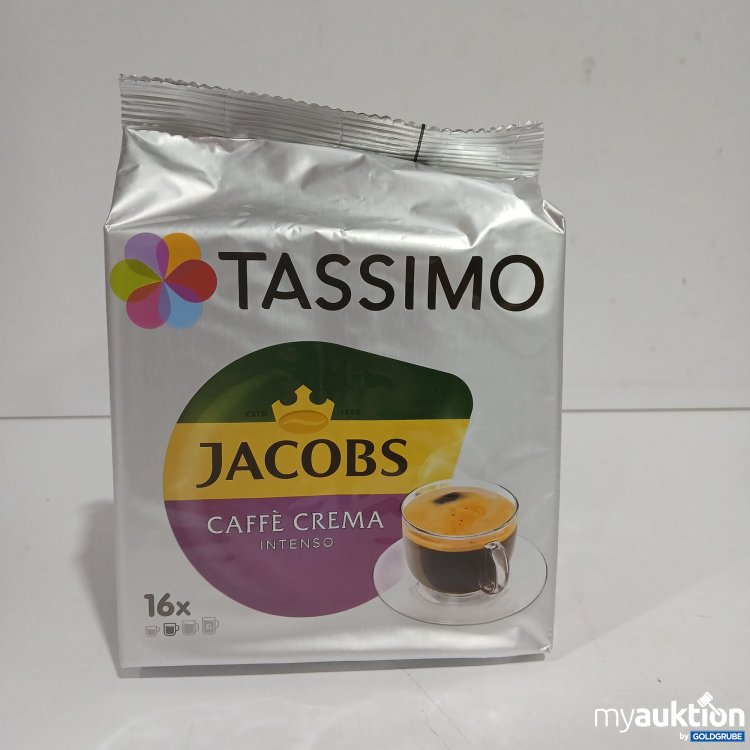 TASSIMO
ESTD 1895
JACOBS
CAFFÈ CREMA
INTENSO
16x
myauktion
by GOLDGRUBE